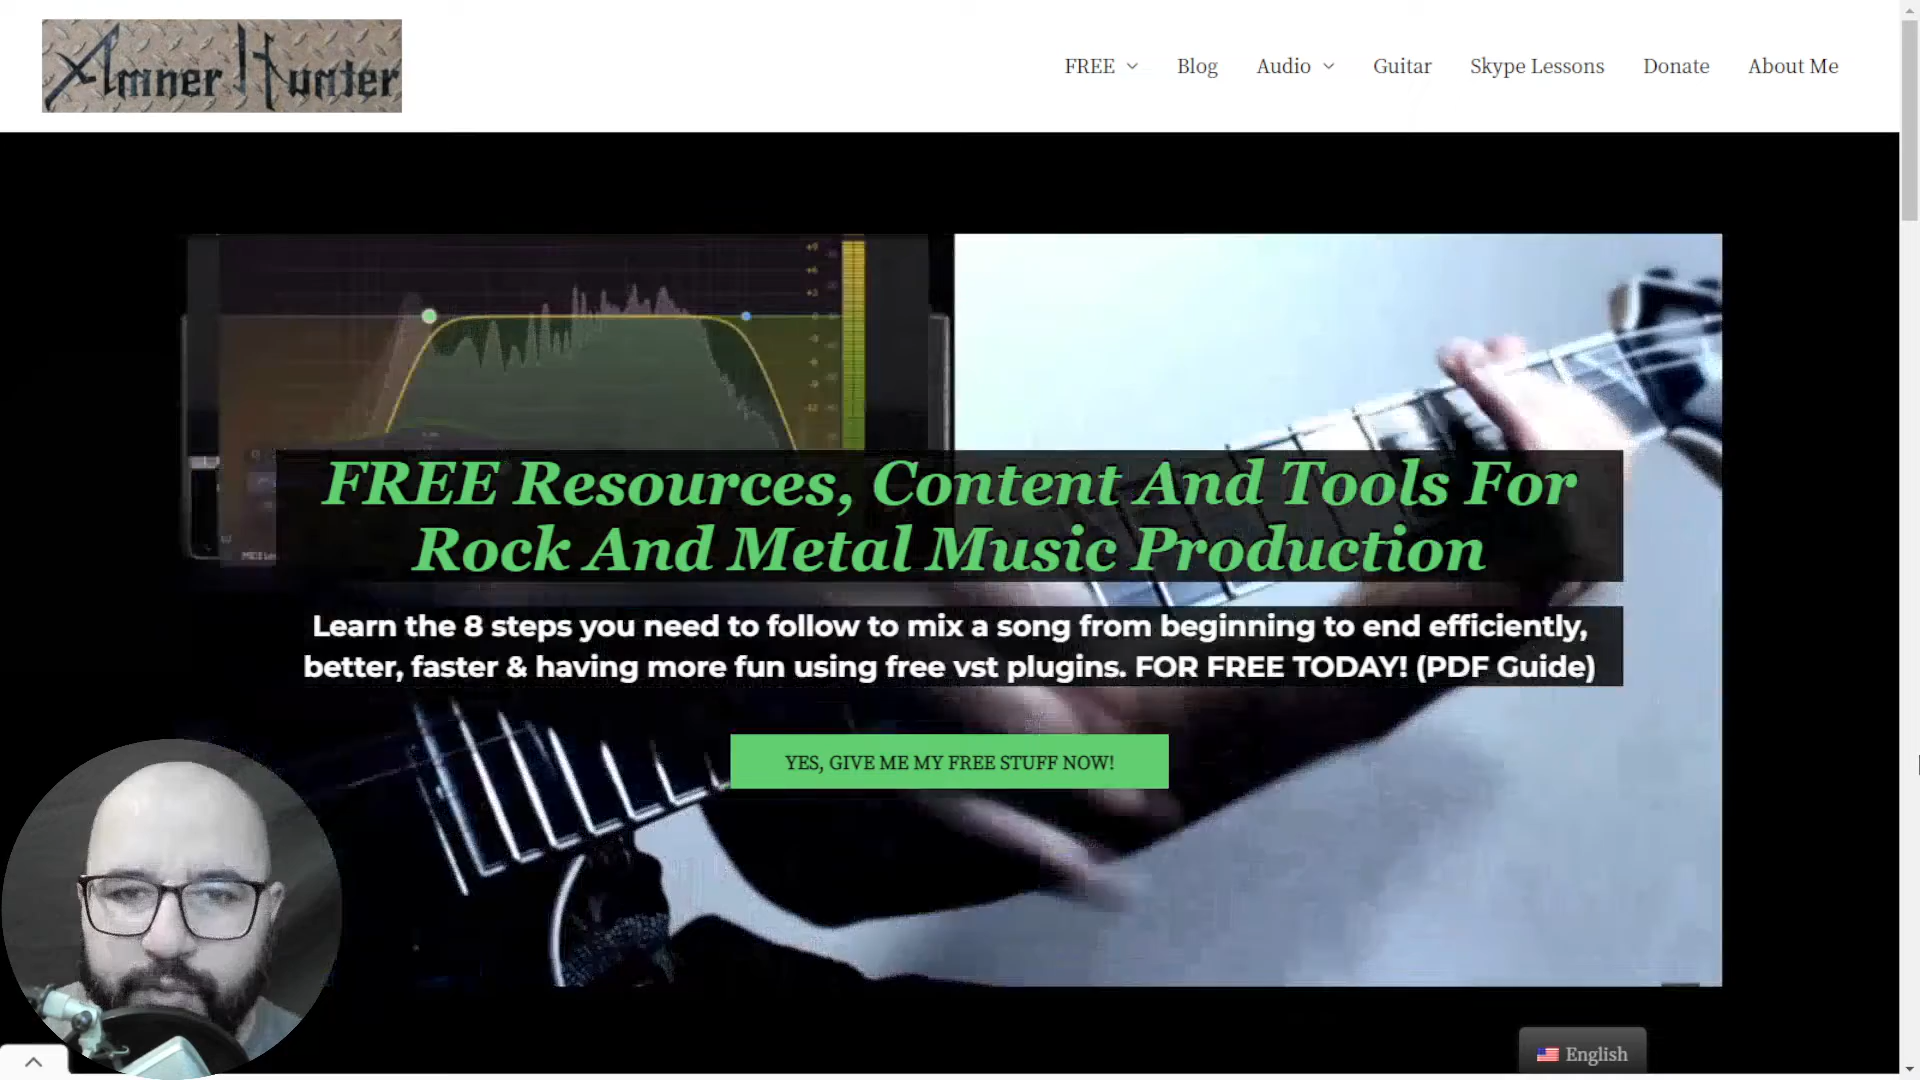 Amner Hunter
FREE
Blog
Audio
Guitar
Skype Lessons
Donate
About Me
FREE Resources, Content And Tools For
Rock And Metal Music Production
Learn the 8 steps you need to follow to mix a song from beginning to end efficiently,
better, faster & having more fun using free vst plugins. FOR FREE TODAY! (PDF Guide)
YES, GIVE ME MY FREE STUFF NOW!
English